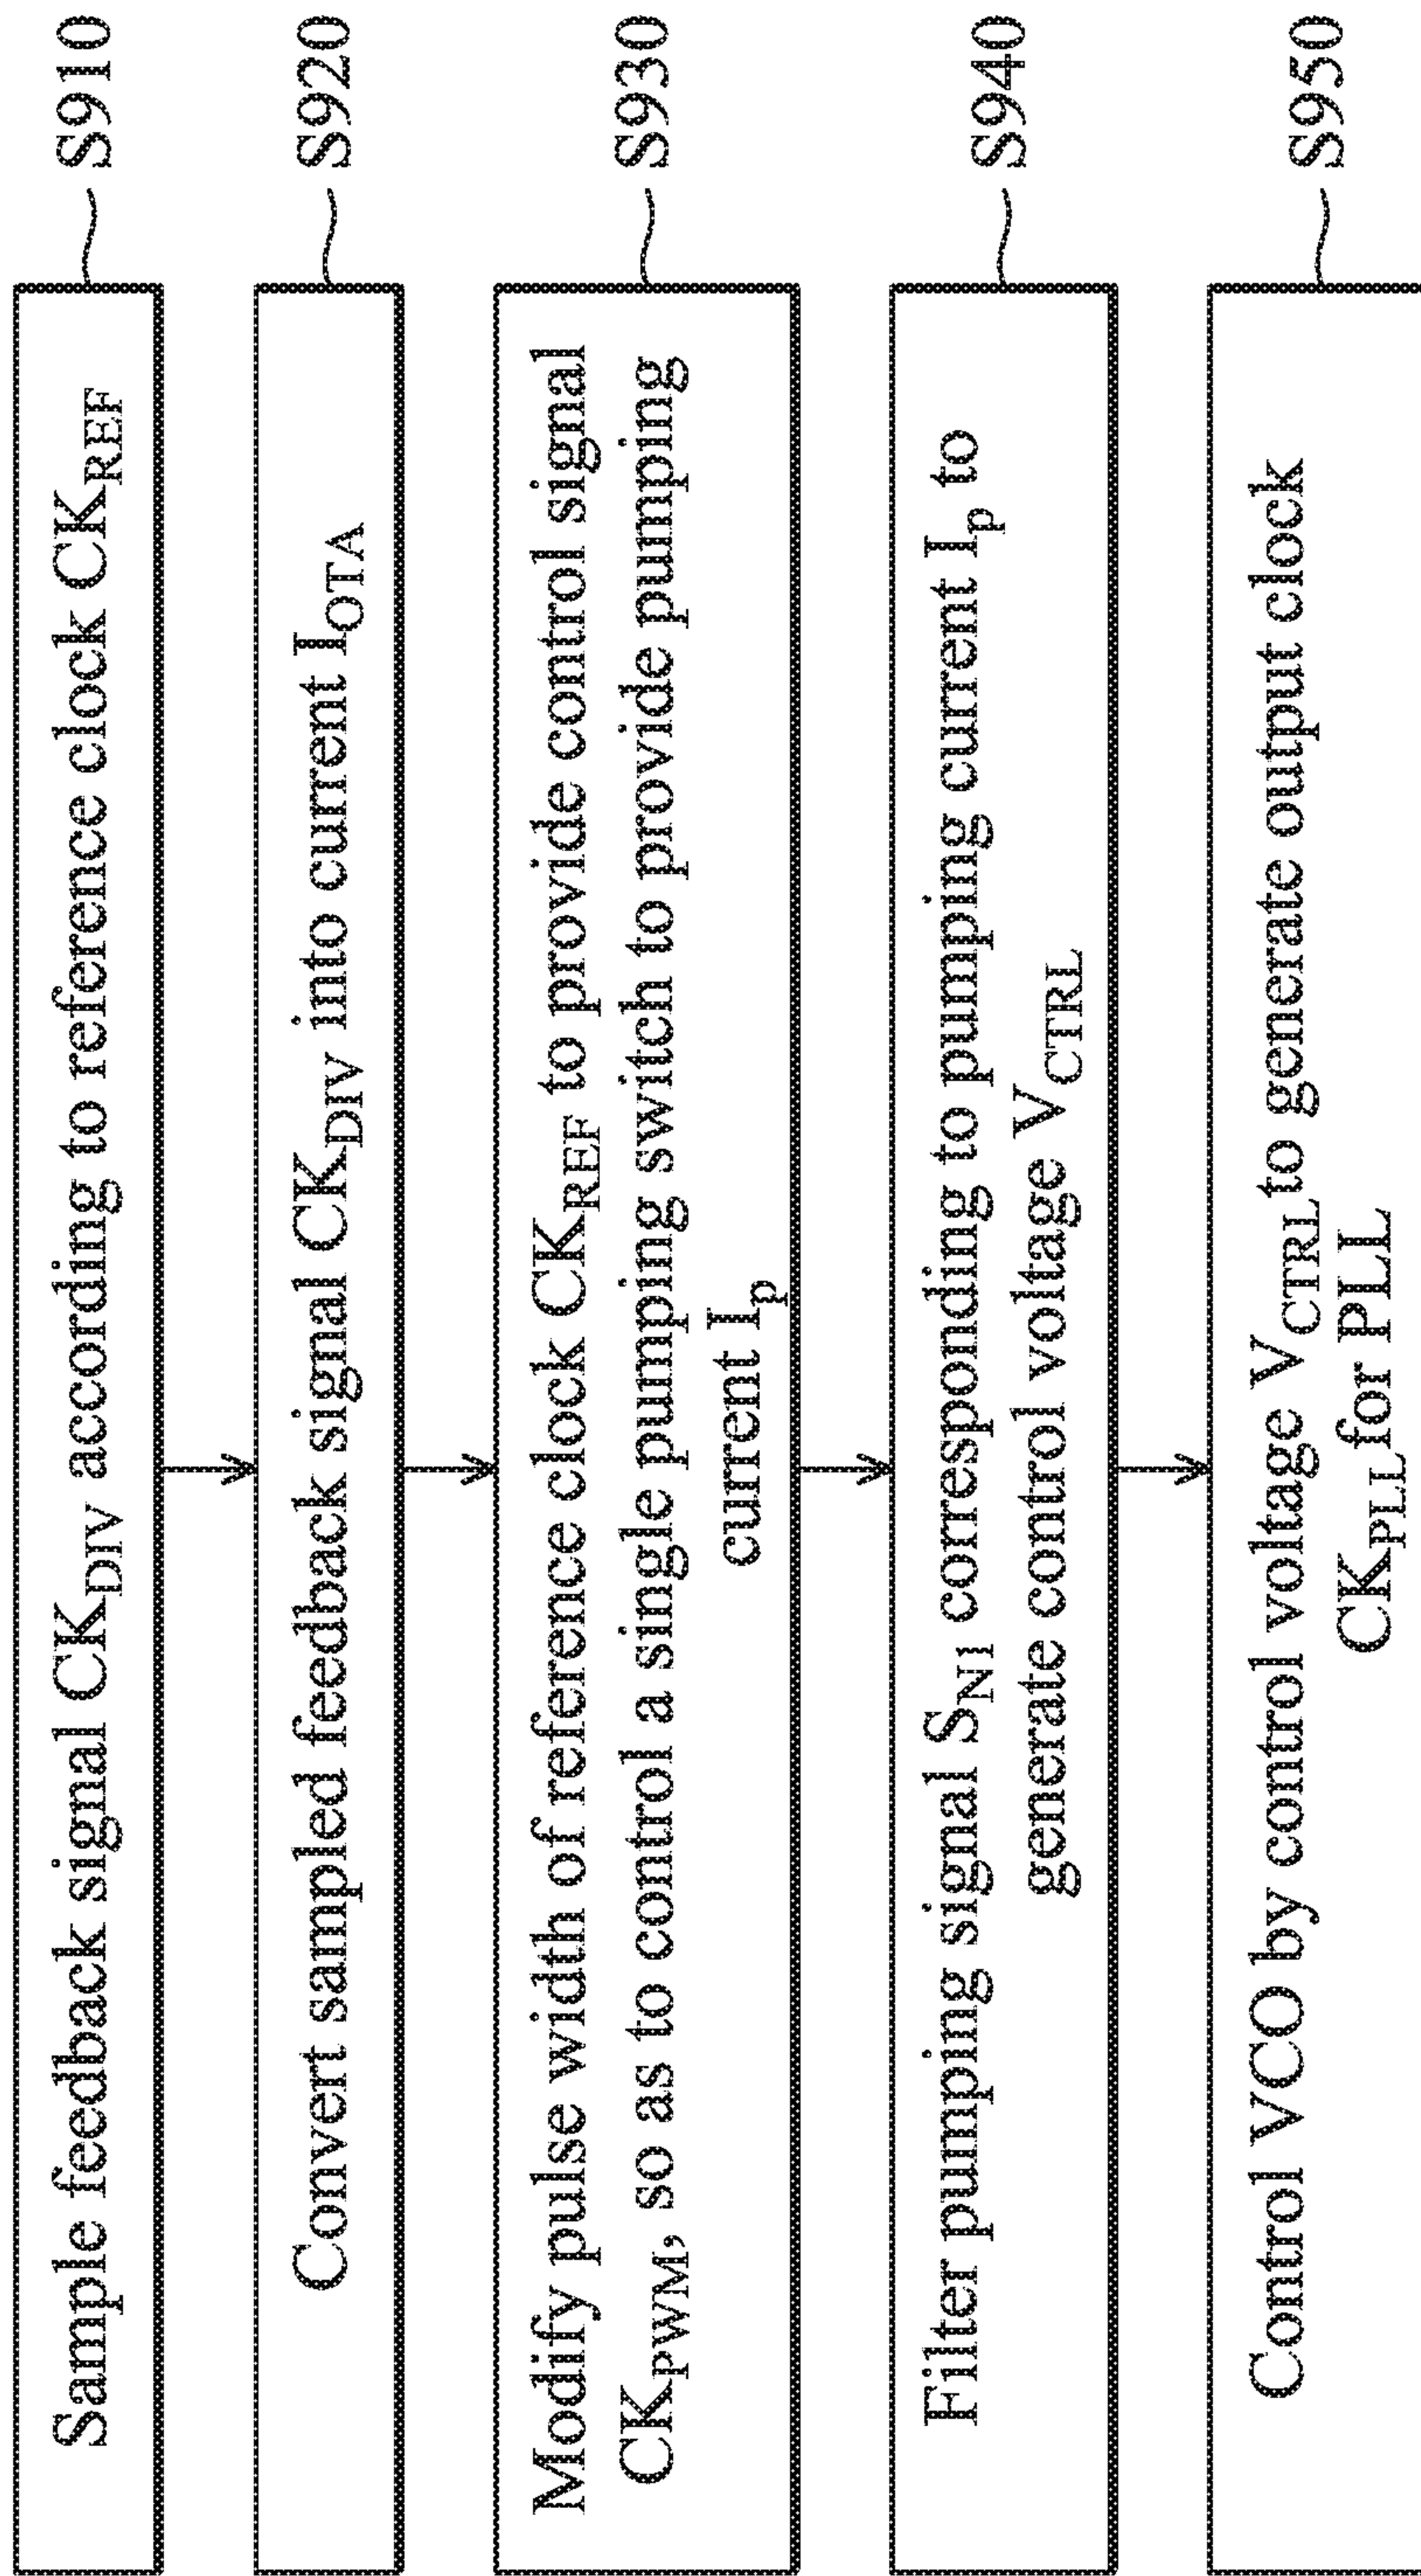 Sample feedback signal CK_DIV according to reference clock CK_REF
S910
Convert sampled feedback signal CK_DIV into current I_OTA
S920
Modify pulse width of reference clock CK_REF to provide control signal
CK_PWM, so as to control a single pumping switch to provide pumping
current I_p
S930
Filter pumping signal S_N1 corresponding to pumping current I_p to
generate control voltage V_CTRL
S940
Control VCO by control voltage V_CTRL to generate output clock
CK_PLL for PLL
S950